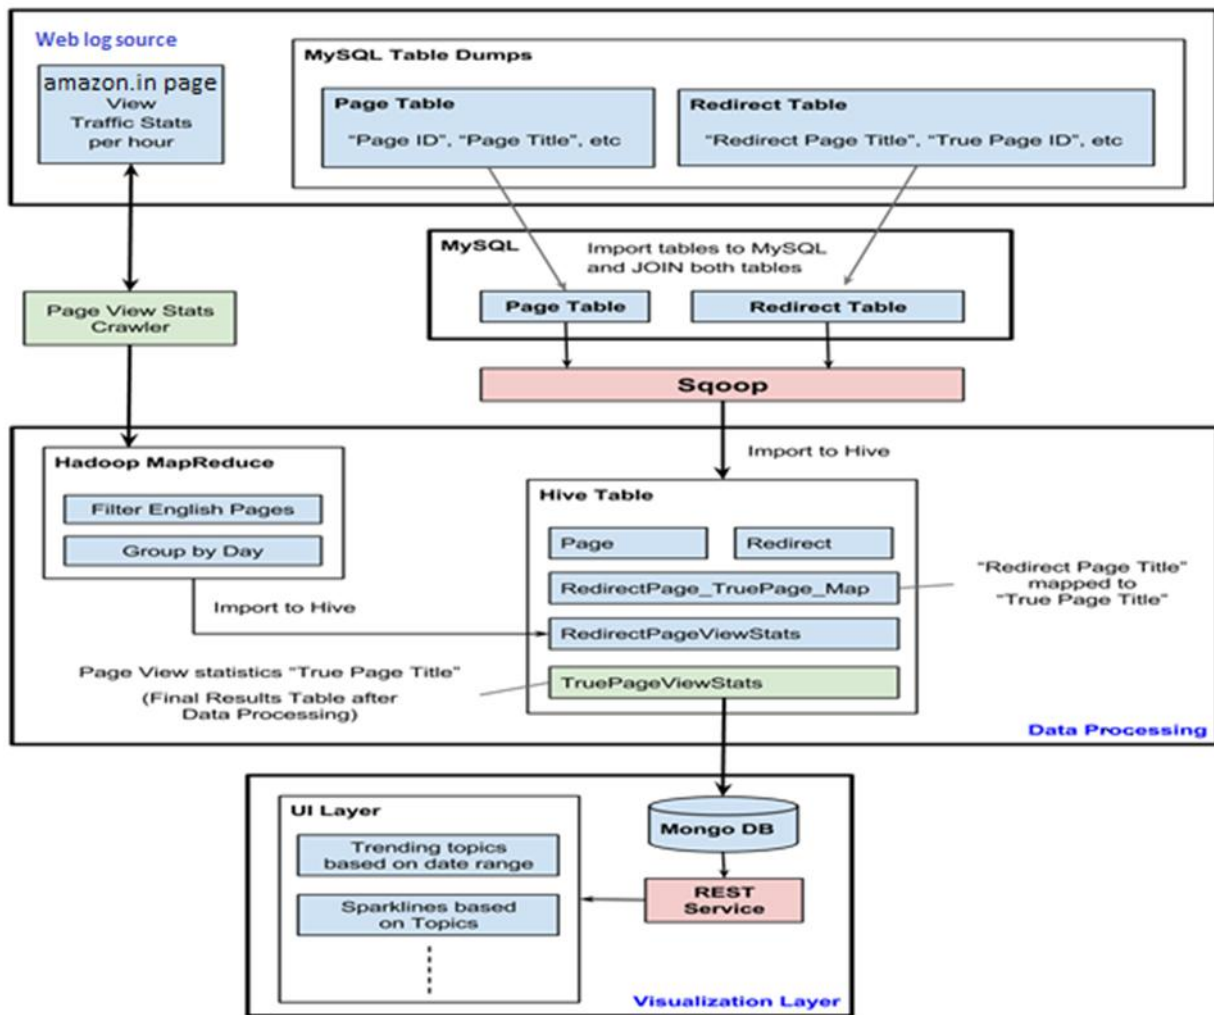 Web log source
amazon.in page
View
Traffic Stats
per hour
MySQL Table Dumps
Page Table
"Page ID", "Page Title", etc
Redirect Table
"Redirect Page Title", "True Page ID", etc
MySQL
Import tables to MySQL
and JOIN both tables
Page Table
Redirect Table
Page View Stats
Crawler
Sqoop
Import to Hive
Hadoop MapReduce
Filter English Pages
Group by Day
Import to Hive
Hive Table
Page
Redirect
RedirectPage_TruePage_Map
RedirectPageViewStats
TruePageViewStats
"Redirect Page Title"
mapped to
"True Page Title"
Page View statistics "True Page Title"
(Final Results Table after
Data Processing)
Data Processing
UI Layer
Trending topics
based on date range
Sparklines based
on Topics
Mongo DB
REST
Service
Visualization Layer